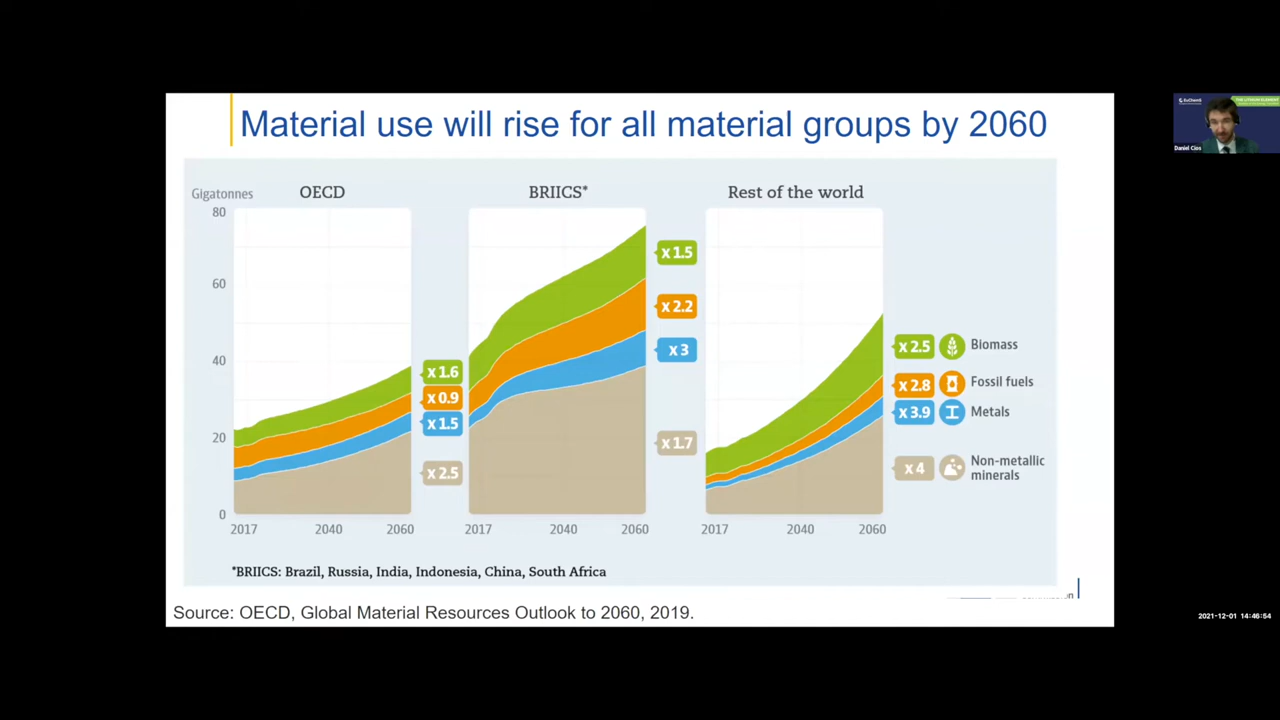 Material use will rise for all material groups by 2060
Gigatonnes
OECD
BRIICS*
Rest of the world
80
60
40
20
0
x 1.6
x 0.9
x 1.5
x 2.5
x 1.5
x 2.2
x 3
x 1.7
x 2.5 Biomass
x 2.8 Fossil fuels
x 3.9 Metals
x 4 Non-metallic
minerals
2017 2040 2060
2017 2040 2060
2017 2040 2060
*BRIICS: Brazil, Russia, India, Indonesia, China, South Africa
Source: OECD, Global Material Resources Outlook to 2060, 2019.
EuChemS
Daniel Cios
2021-12-01 14:46:54